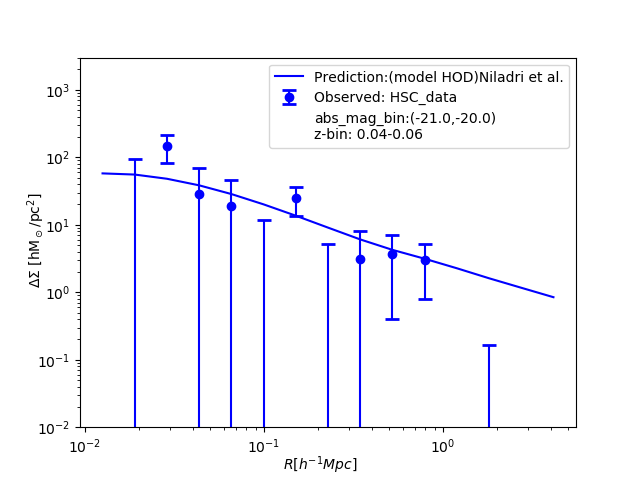 Prediction:(model HOD)Niladri et al.
Observed: HSC_data
abs_mag_bin:(-21.0,-20.0)
z-bin: 0.04-0.06
10³
10²
10¹
10⁰
10⁻¹
10⁻²
ΔΣ [hM☉/pc²]
10⁻² 10⁻¹ 10⁰
R[h⁻¹Mpc]